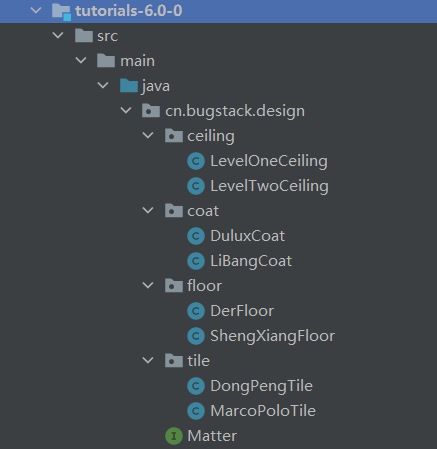 tutorials-6.0-0
src
main
java
cn.bugstack.design
ceiling
C LevelOneCeiling
C LevelTwoCeiling
coat
C DuluxCoat
C LiBangCoat
floor
C DerFloor
C ShengXiangFloor
tile
C DongPengTile
C MarcoPoloTile
I Matter